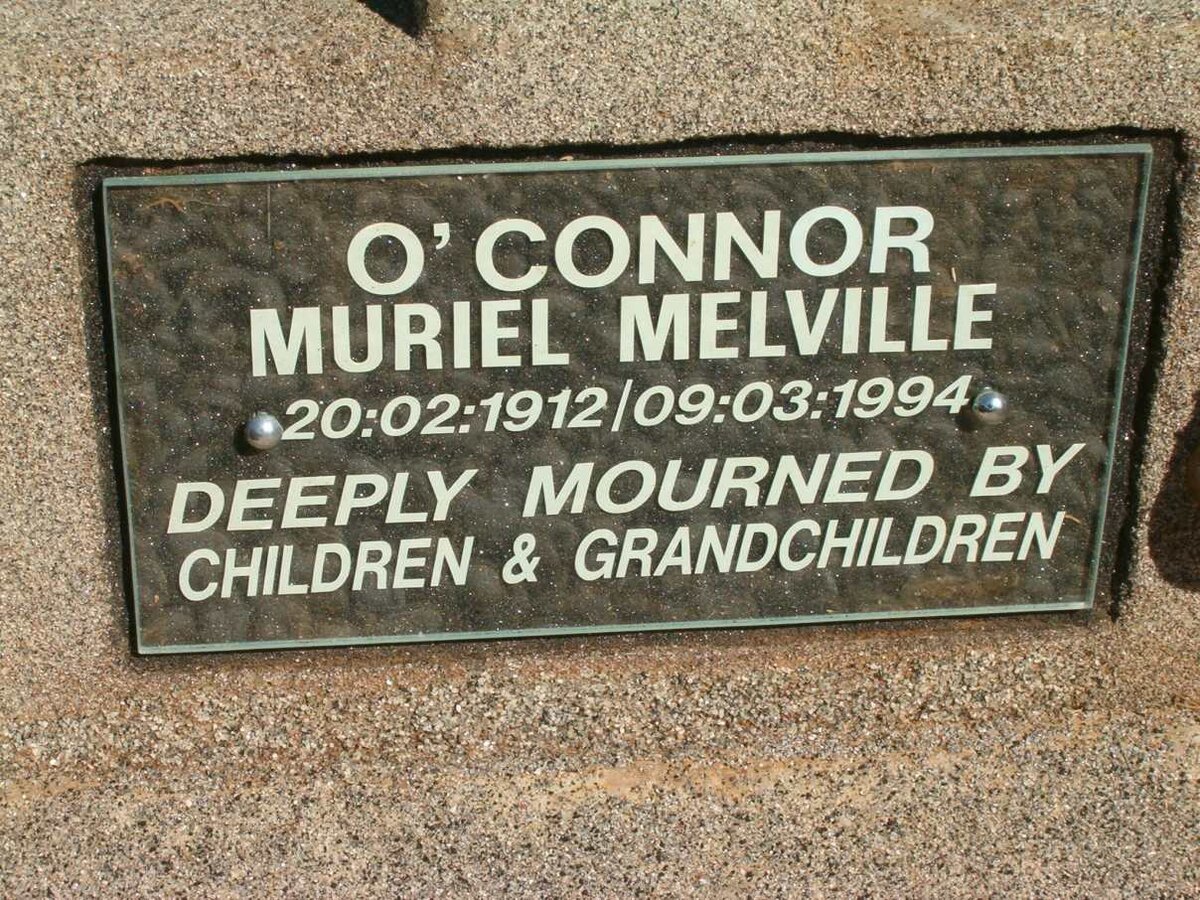 O'CONNOR
MURIEL MELVILLE
20:02:1912/09:03:1994
DEEPLY MOURNED BY
CHILDREN & GRANDCHILDREN